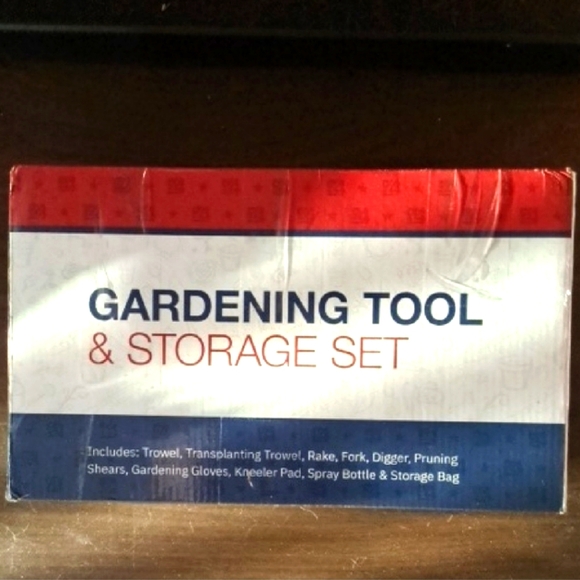 GARDENING TOOL
& STORAGE SET
Includes: Trowel, Transplanting Trowel, Rake, Fork, Digger, Pruning
Shears, Gardening Gloves, Kneeler Pad, Spray Bottle & Storage Bag